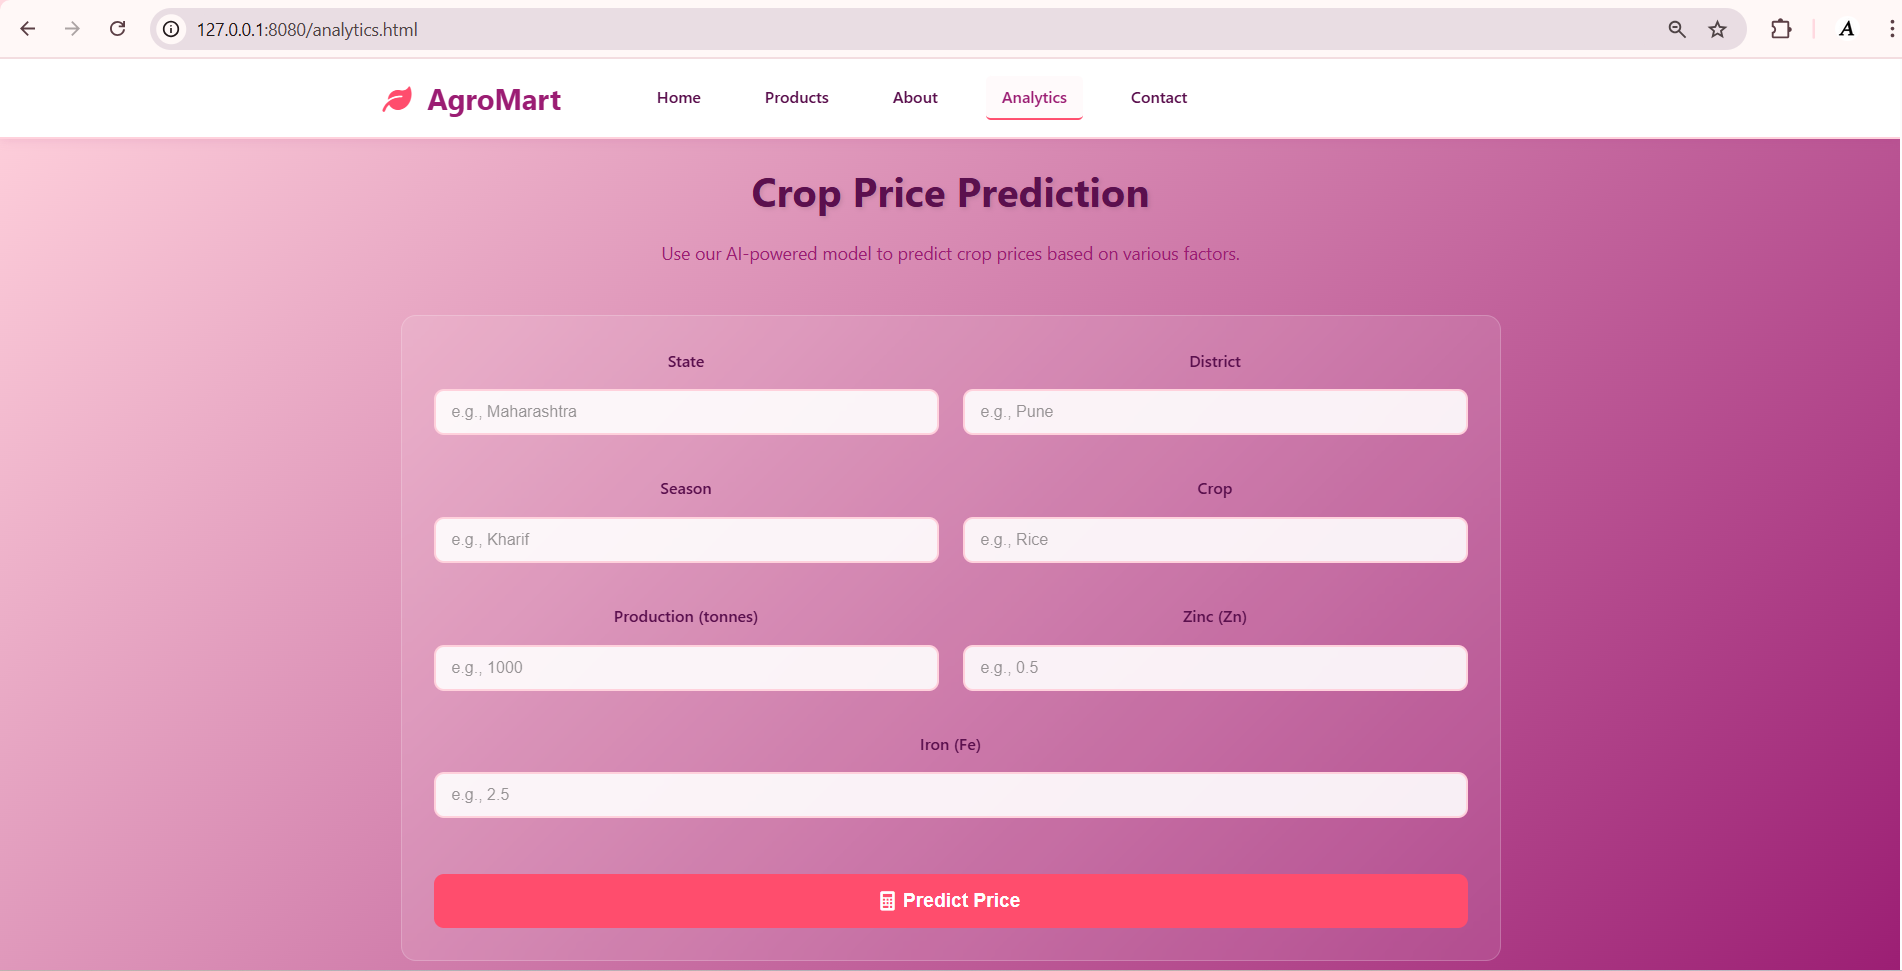 127.0.0.1:8080/analytics.html
A
AgroMart
Home
Products
About
Analytics
Contact
Crop Price Prediction
Use our AI-powered model to predict crop prices based on various factors.
State
District
e.g., Maharashtra
e.g., Pune
Season
Crop
e.g., Kharif
e.g., Rice
Production (tonnes)
Zinc (Zn)
e.g., 1000
e.g., 0.5
Iron (Fe)
e.g., 2.5
Predict Price